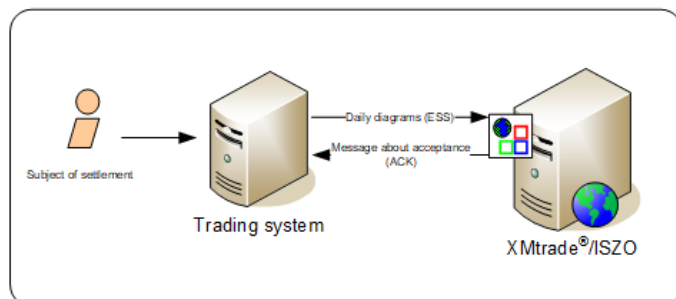 Daily diagrams (ESS)
Message about acceptance
(ACK)
Subject of settlement
Trading system
XMtrade®/ISZO